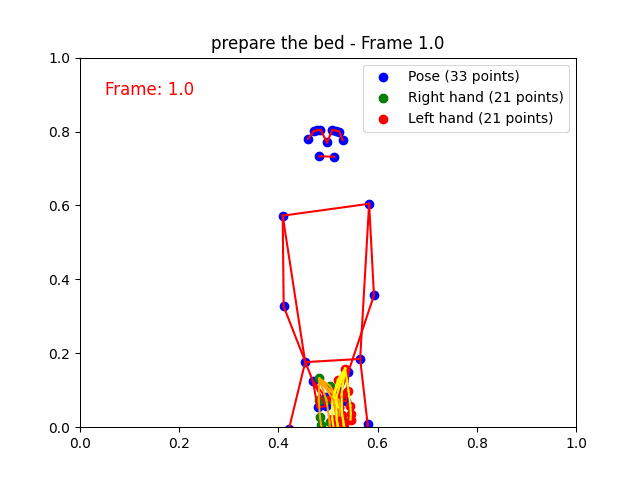 prepare the bed - Frame 1.0
Frame: 1.0
Pose (33 points)
Right hand (21 points)
Left hand (21 points)
1.0
0.8
0.6
0.4
0.2
0.0
0.0 0.2 0.4 0.6 0.8 1.0